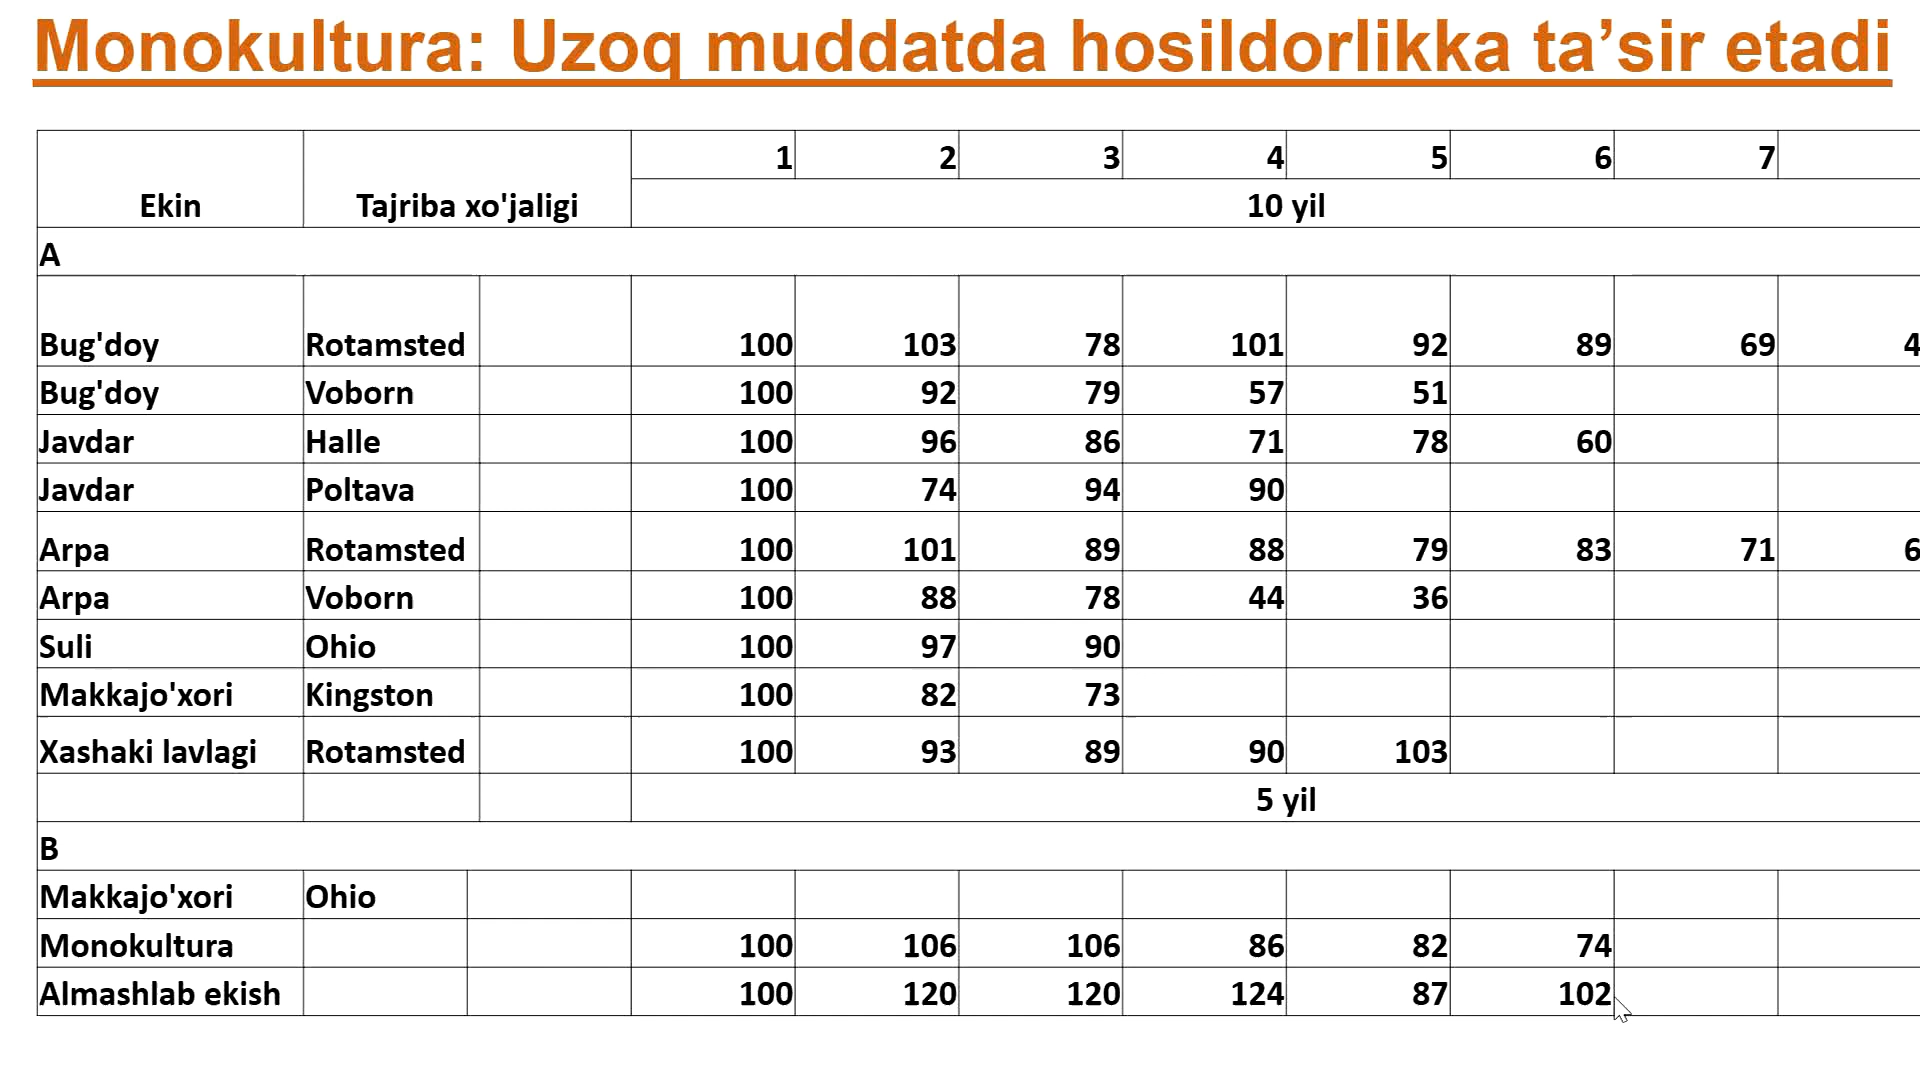 Monokultura: Uzoq muddatda hosildorlikka ta’sir etadi
1 2 3 4 5 6 7
Ekin Tajriba xo'jaligi 10 yil
A
Bug'doy Rotamsted 100 103 78 101 92 89 69
Bug'doy Voborn 100 92 79 57 51
Javdar Halle 100 96 86 71 78 60
Javdar Poltava 100 74 94 90
Arpa Rotamsted 100 101 89 88 79 83 71
Arpa Voborn 100 88 78 44 36
Suli Ohio 100 97 90
Makkajo'xori Kingston 100 82 73
Xashaki lavlagi Rotamsted 100 93 89 90 103
5 yil
B
Makkajo'xori Ohio
Monokultura 100 106 106 86 82 74
Almashlab ekish 100 120 120 124 87 102